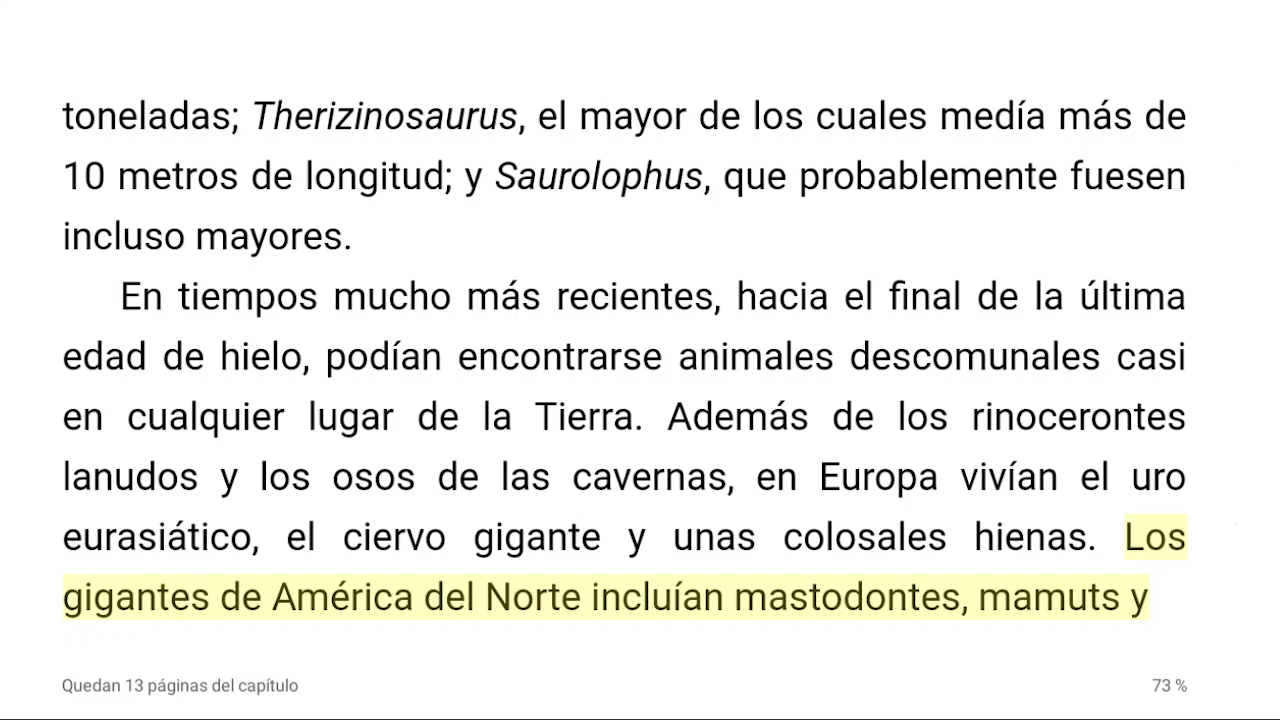 toneladas; Therizinosaurus, el mayor de los cuales medía más de
10 metros de longitud; y Saurolophus, que probablemente fuesen
incluso mayores.
En tiempos mucho más recientes, hacia el final de la última
edad de hielo, podían encontrarse animales descomunales casi
en cualquier lugar de la Tierra. Además de los rinocerontes
lanudos y los osos de las cavernas, en Europa vivían el uro
eurasiático, el ciervo gigante y unas colosales hienas. Los
gigantes de América del Norte incluían mastodontes, mamuts y
Quedan 13 páginas del capítulo
73 %